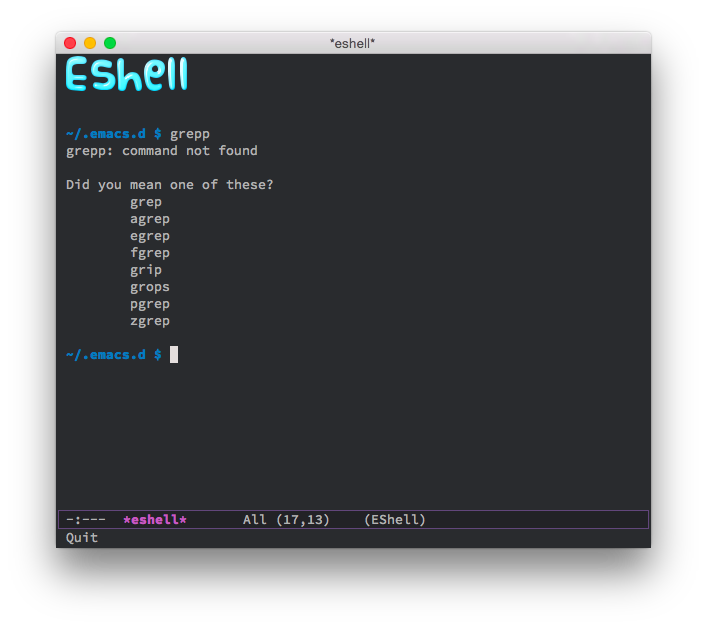 *eshell*
EShell
~/.emacs.d $ grepp
grepp: command not found
Did you mean one of these?
grep
agrep
egrep
fgrep
grip
grops
pgrep
zgrep
~/.emacs.d $
-:--- *eshell* All (17,13) (EShell)
Quit